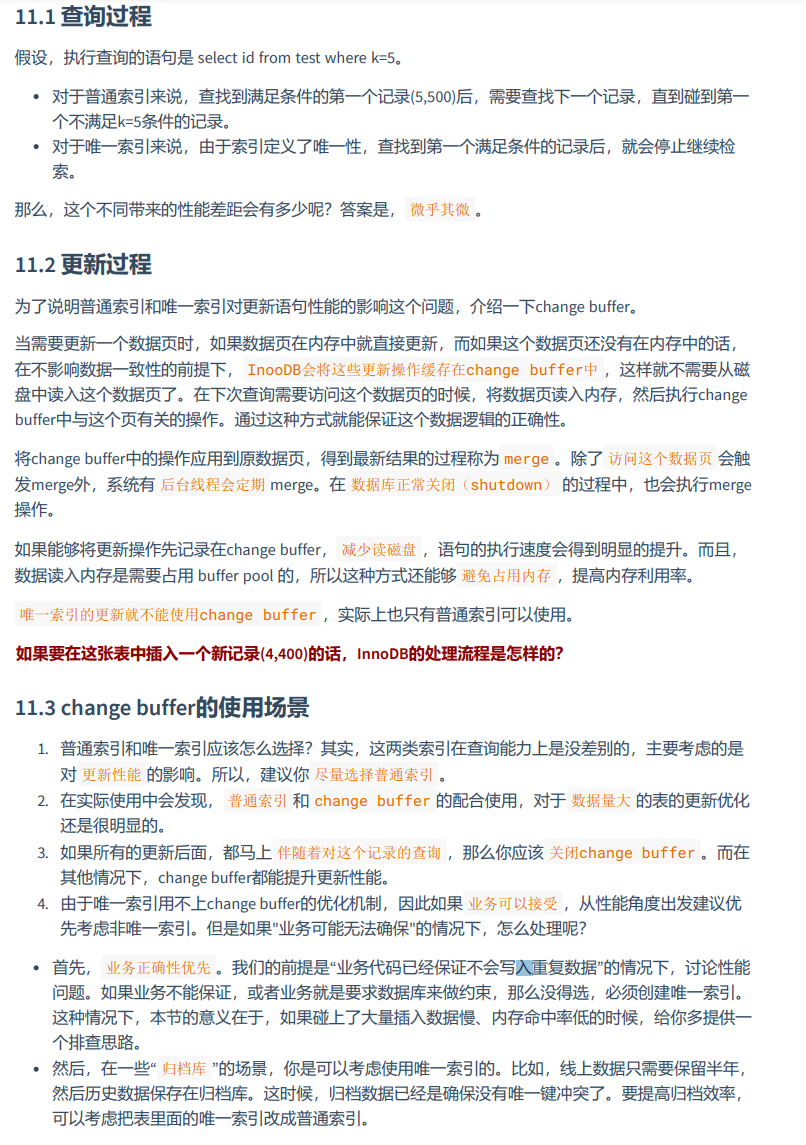 11.1 查询过程
假设，执行查询的语句是 select id from test where k=5。
• 对于普通索引来说，查找到满足条件的第一个记录(5,500)后，需要查找下一个记录，直到碰到第一
个不满足k=5条件的记录。
• 对于唯一索引来说，由于索引定义了唯一性，查找到第一个满足条件的记录后，就会停止继续检
索。
那么，这个不同带来的性能差距会有多少呢？答案是， 微乎其微 。
11.2 更新过程
为了说明普通索引和唯一索引对更新语句性能的影响这个问题，介绍一下change buffer。
当需要更新一个数据页时，如果数据页在内存中就直接更新，而如果这个数据页还没有在内存中的话，
在不影响数据一致性的前提下， InooDB会将这些更新操作缓存在change buffer中 ，这样就不需要从磁
盘中读入这个数据页了。在下次查询需要访问这个数据页的时候，将数据页读入内存，然后执行change
buffer中与这个页有关的操作。通过这种方式就能保证这个数据逻辑的正确性。
将change buffer中的操作应用到原数据页，得到最新结果的过程称为 merge 。除了 访问这个数据页 会触
发merge外，系统有 后台线程会定期 merge。在 数据库正常关闭（shutdown） 的过程中，也会执行merge
操作。
如果能够将更新操作先记录在change buffer， 减少读磁盘 ，语句的执行速度会得到明显的提升。而且，
数据读入内存是需要占用 buffer pool 的，所以这种方式还能够 避免占用内存 ，提高内存利用率。
唯一索引的更新就不能使用change buffer ，实际上也只有普通索引可以使用。
如果要在这张表中插入一个新记录(4,400)的话，InnoDB的处理流程是怎样的？
11.3 change buffer的使用场景
1. 普通索引和唯一索引应该怎么选择？其实，这两类索引在查询能力上是没差别的，主要考虑的是
对 更新性能 的影响。所以，建议你 尽量选择普通索引 。
2. 在实际使用中会发现， 普通索引 和 change buffer 的配合使用，对于 数据量大 的表的更新优化
还是很明显的。
3. 如果所有的更新后面，都马上 伴随着对这个记录的查询 ，那么你应该 关闭change buffer 。而在
其他情况下，change buffer都能提升更新性能。
4. 由于唯一索引用不上change buffer的优化机制，因此如果 业务可以接受 ，从性能角度出发建议优
先考虑非唯一索引。但是如果"业务可能无法确保"的情况下，怎么处理呢？
• 首先， 业务正确性优先 。我们的前提是“业务代码已经保证不会写入重复数据”的情况下，讨论性能
问题。如果业务不能保证，或者业务就是要求数据库来做约束，那么没得选，必须创建唯一索引。
这种情况下，本节的意义在于，如果碰上了大量插入数据慢、内存命中率低的时候，给你多提供一
个排查思路。
• 然后，在一些“ 归档库 ”的场景，你是可以考虑使用唯一索引的。比如，线上数据只需要保留半年，
然后历史数据保存在归档库。这时候，归档数据已经是确保没有唯一键冲突了。要提高归档效率，
可以考虑把表里面的唯一索引改成普通索引。